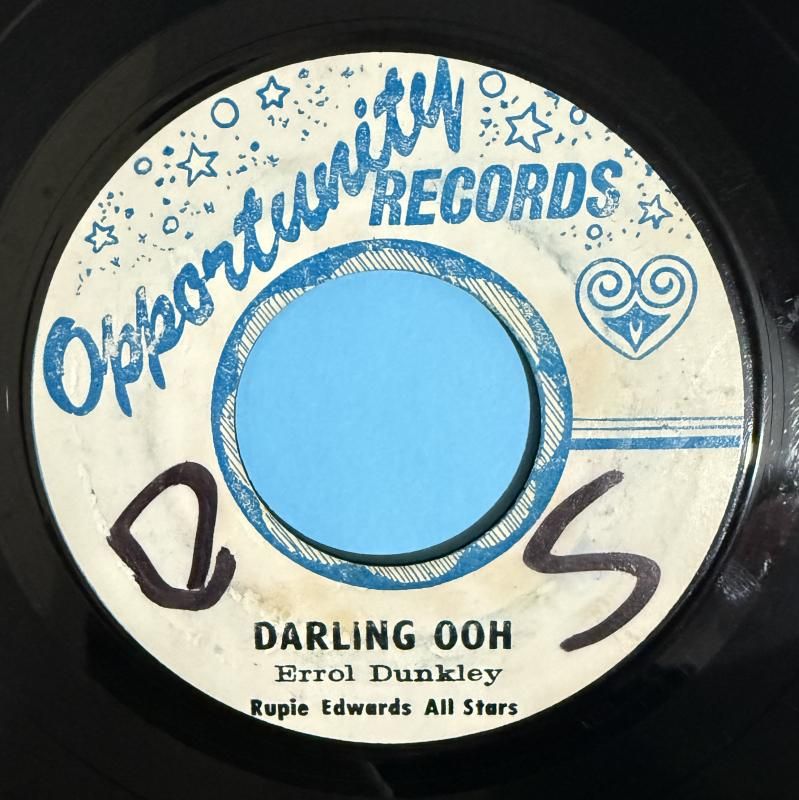 Opportunity
RECORDS
D S
DARLING OOH
Errol Dunkley
Rupie Edwards All Stars